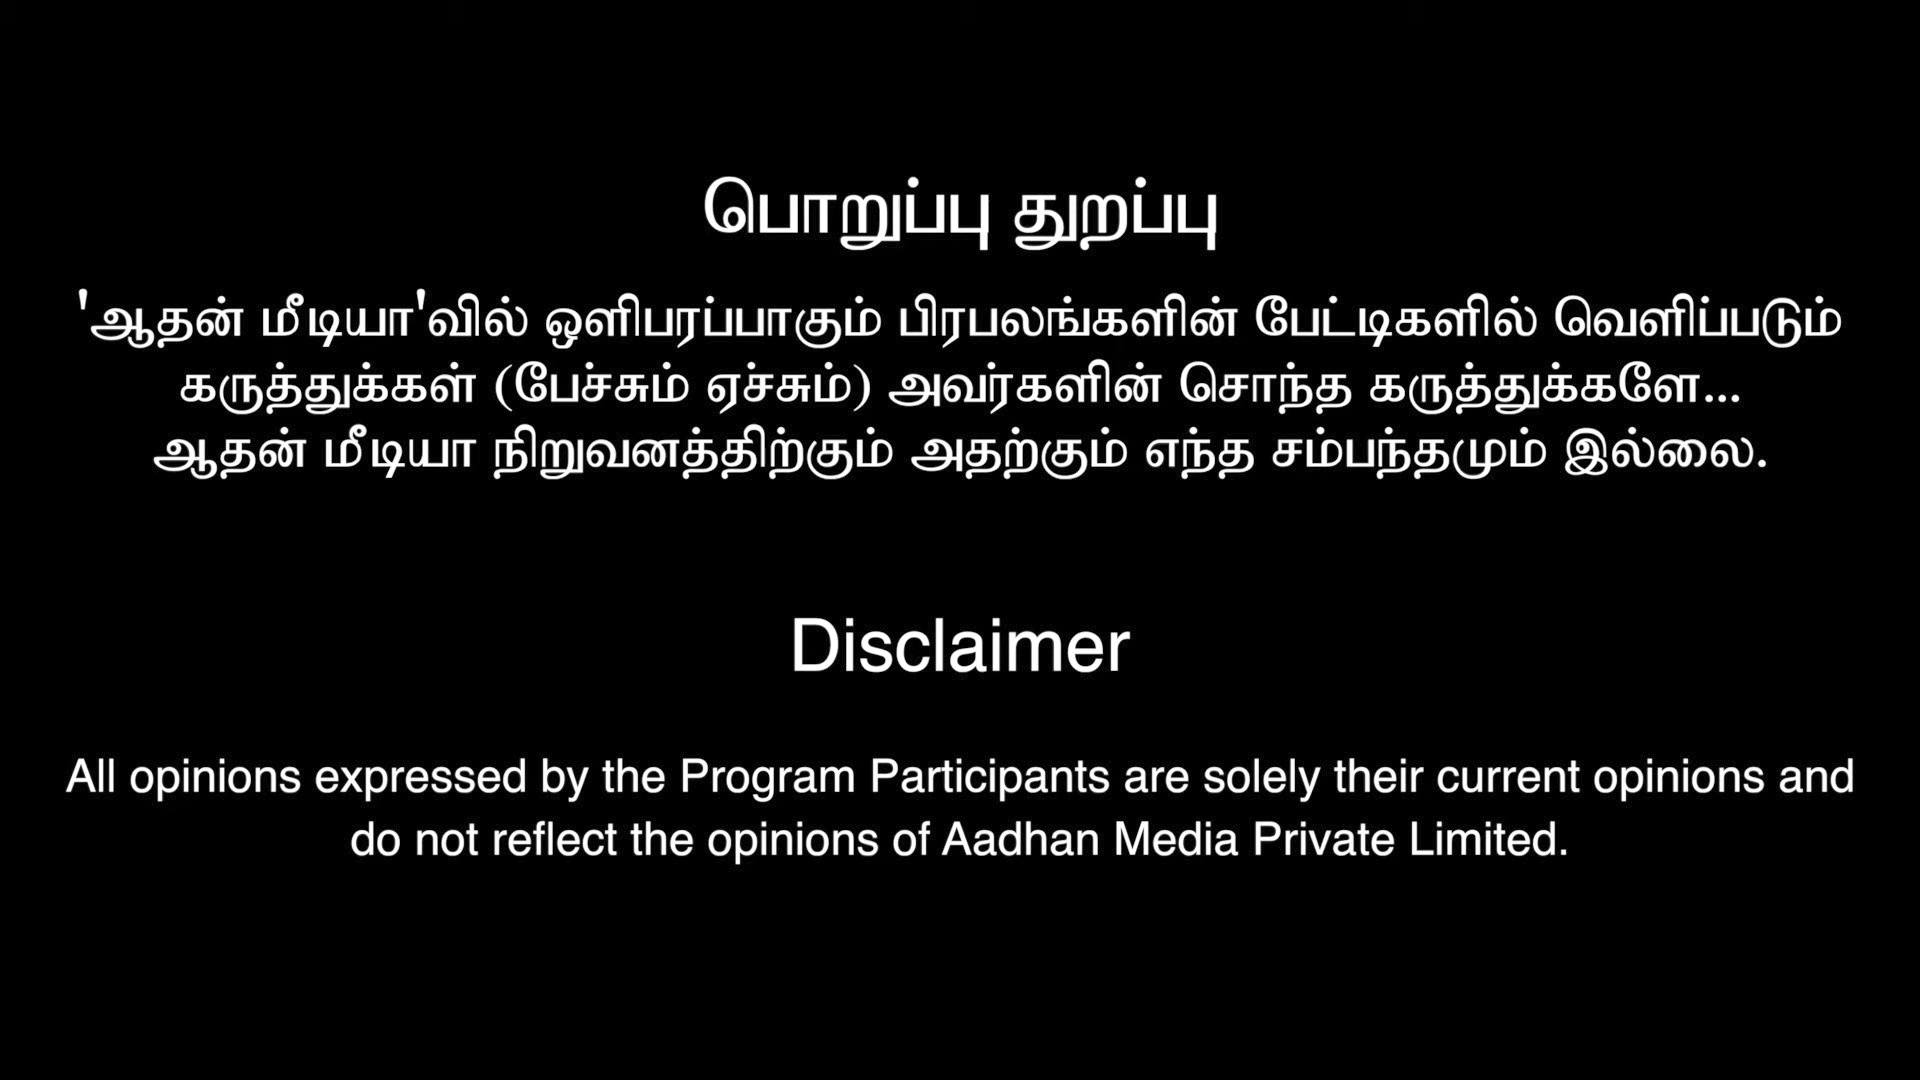 பொறுப்பு துறப்பு
'ஆதன் மீடியா'வில் ஒளிபரப்பாகும் பிரபலங்களின் பேட்டிகளில் வெளிப்படும்
கருத்துக்கள் (பேச்சும் ஏச்சும்) அவர்களின் சொந்த கருத்துக்களே...
ஆதன் மீடியா நிறுவனத்திற்கும் அதற்கும் எந்த சம்பந்தமும் இல்லை.
Disclaimer
All opinions expressed by the Program Participants are solely their current opinions and
do not reflect the opinions of Aadhan Media Private Limited.